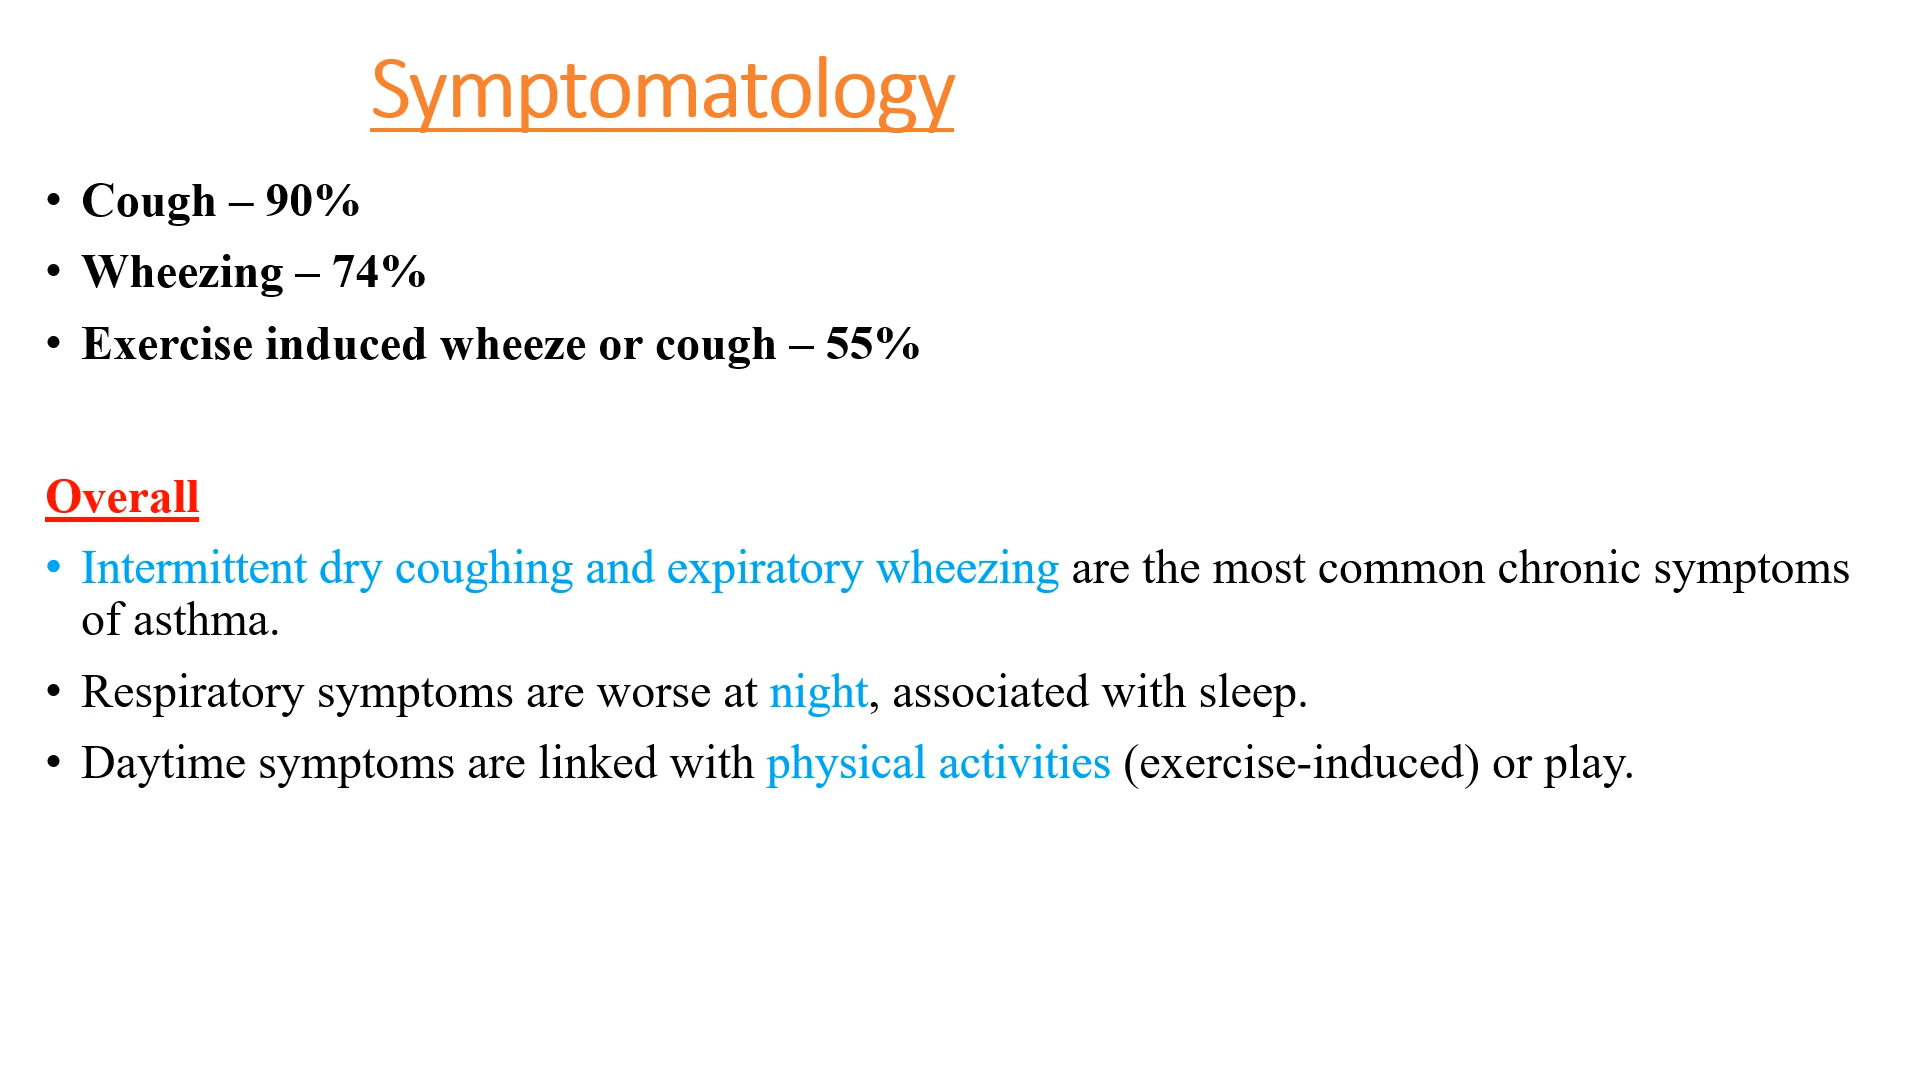 Symptomatology
• Cough – 90%
• Wheezing – 74%
• Exercise induced wheeze or cough – 55%
Overall
• Intermittent dry coughing and expiratory wheezing are the most common chronic symptoms
of asthma.
• Respiratory symptoms are worse at night, associated with sleep.
• Daytime symptoms are linked with physical activities (exercise-induced) or play.